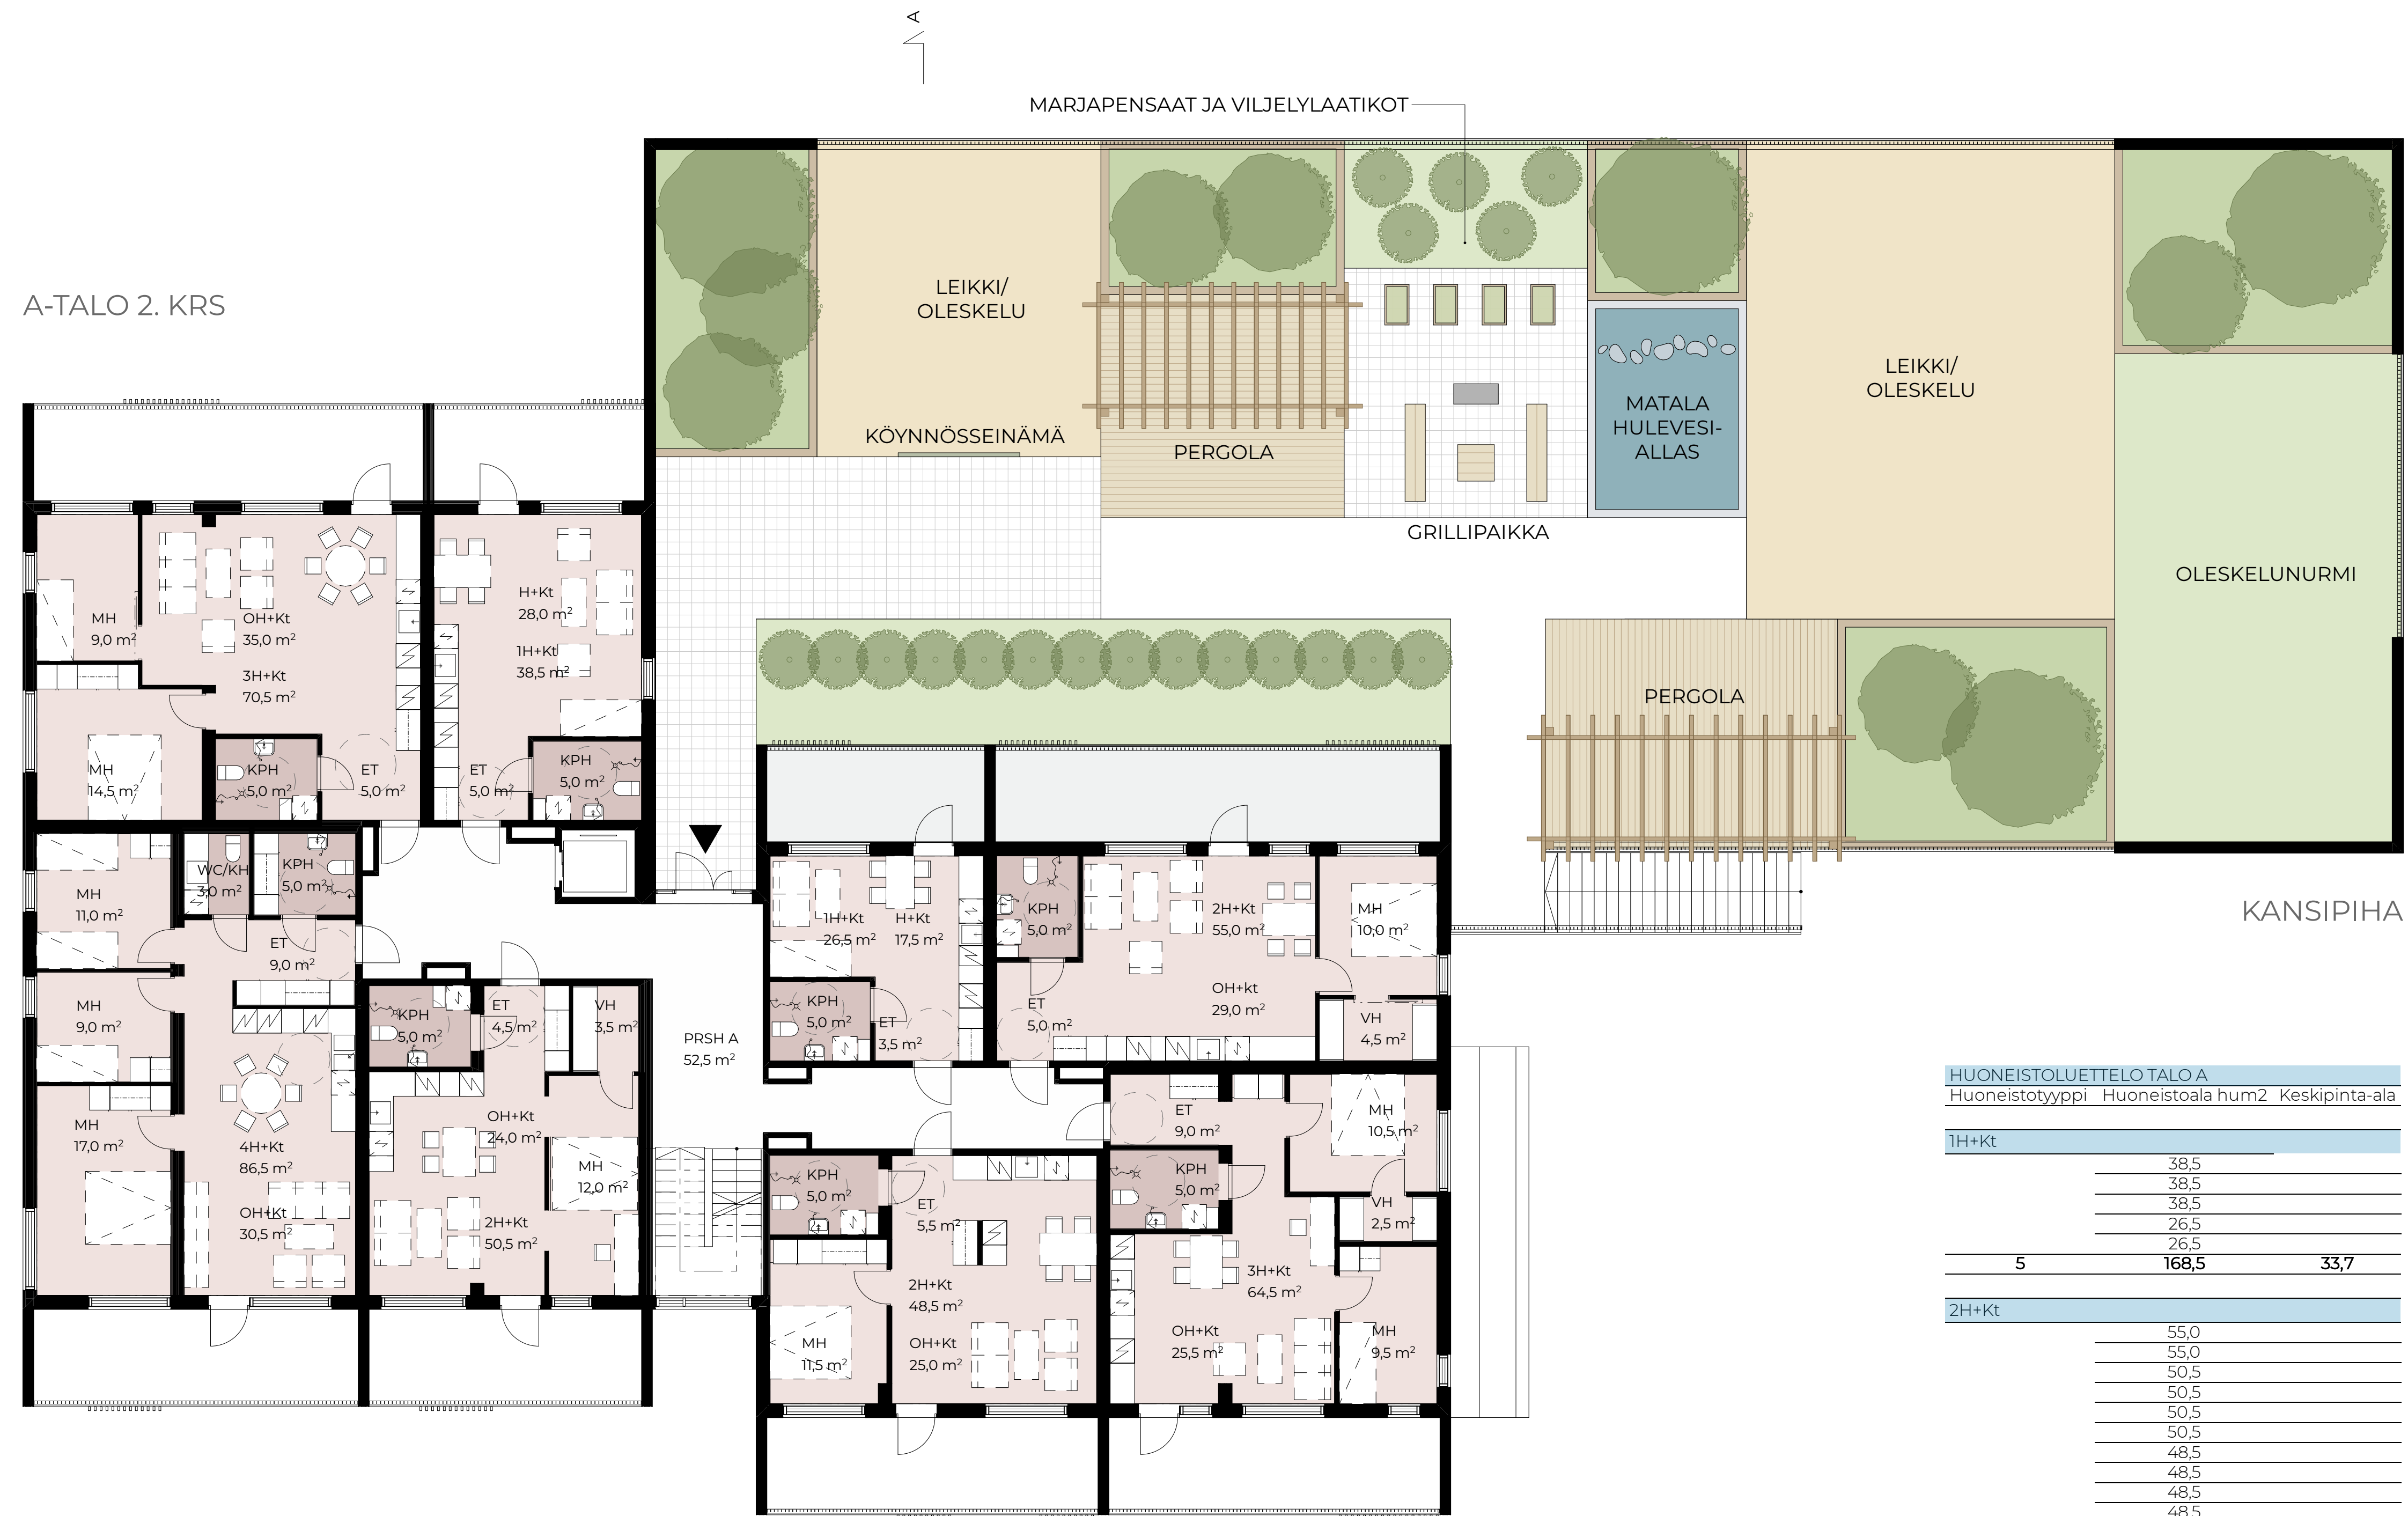 A
MARJAPENSAAT JA VILJELYLAATIKOT
A-TALO 2. KRS
LEIKKI/
OLESKELU
KÖYNNÖSSEINÄMÄ
PERGOLA
GRILLIPAIKKA
MATALA
HULEVESI-
ALLAS
LEIKKI/
OLESKELU
OLESKELUNURMI
PERGOLA
KANSIPIHA
MH
9,0 m²
OH+Kt
35,0 m²
3H+Kt
70,5 m²
MH
14,5 m²
KPH
5,0 m²
ET
5,0 m²
H+Kt
28,0 m²
1H+Kt
38,5 m²
ET
5,0 m²
KPH
5,0 m²
MH
11,0 m²
WC/KH
3,0 m²
KPH
5,0 m²
ET
9,0 m²
MH
9,0 m²
MH
17,0 m²
4H+Kt
86,5 m²
OH+Kt
30,5 m²
KPH
5,0 m²
ET
4,5 m²
VH
3,5 m²
OH+Kt
24,0 m²
MH
12,0 m²
2H+Kt
50,5 m²
PRSH A
52,5 m²
1H+Kt
26,5 m²
H+Kt
17,5 m²
KPH
5,0 m²
ET
3,5 m²
KPH
5,0 m²
2H+Kt
55,0 m²
MH
10,0 m²
OH+kt
29,0 m²
ET
5,0 m²
VH
4,5 m²
KPH
5,0 m²
ET
5,5 m²
2H+Kt
48,5 m²
MH
11,5 m²
OH+Kt
25,0 m²
ET
9,0 m²
MH
10,5 m²
KPH
5,0 m²
VH
2,5 m²
3H+Kt
64,5 m²
OH+Kt
25,5 m²
MH
9,5 m²
HUONEISTOLUETTELO TALO A
Huoneistotyyppi Huoneistoala hum2 Keskipinta-ala
1H+Kt
38,5
38,5
38,5
26,5
26,5
5 168,5 33,7
2H+Kt
55,0
55,0
50,5
50,5
50,5
50,5
48,5
48,5
48,5
48,5